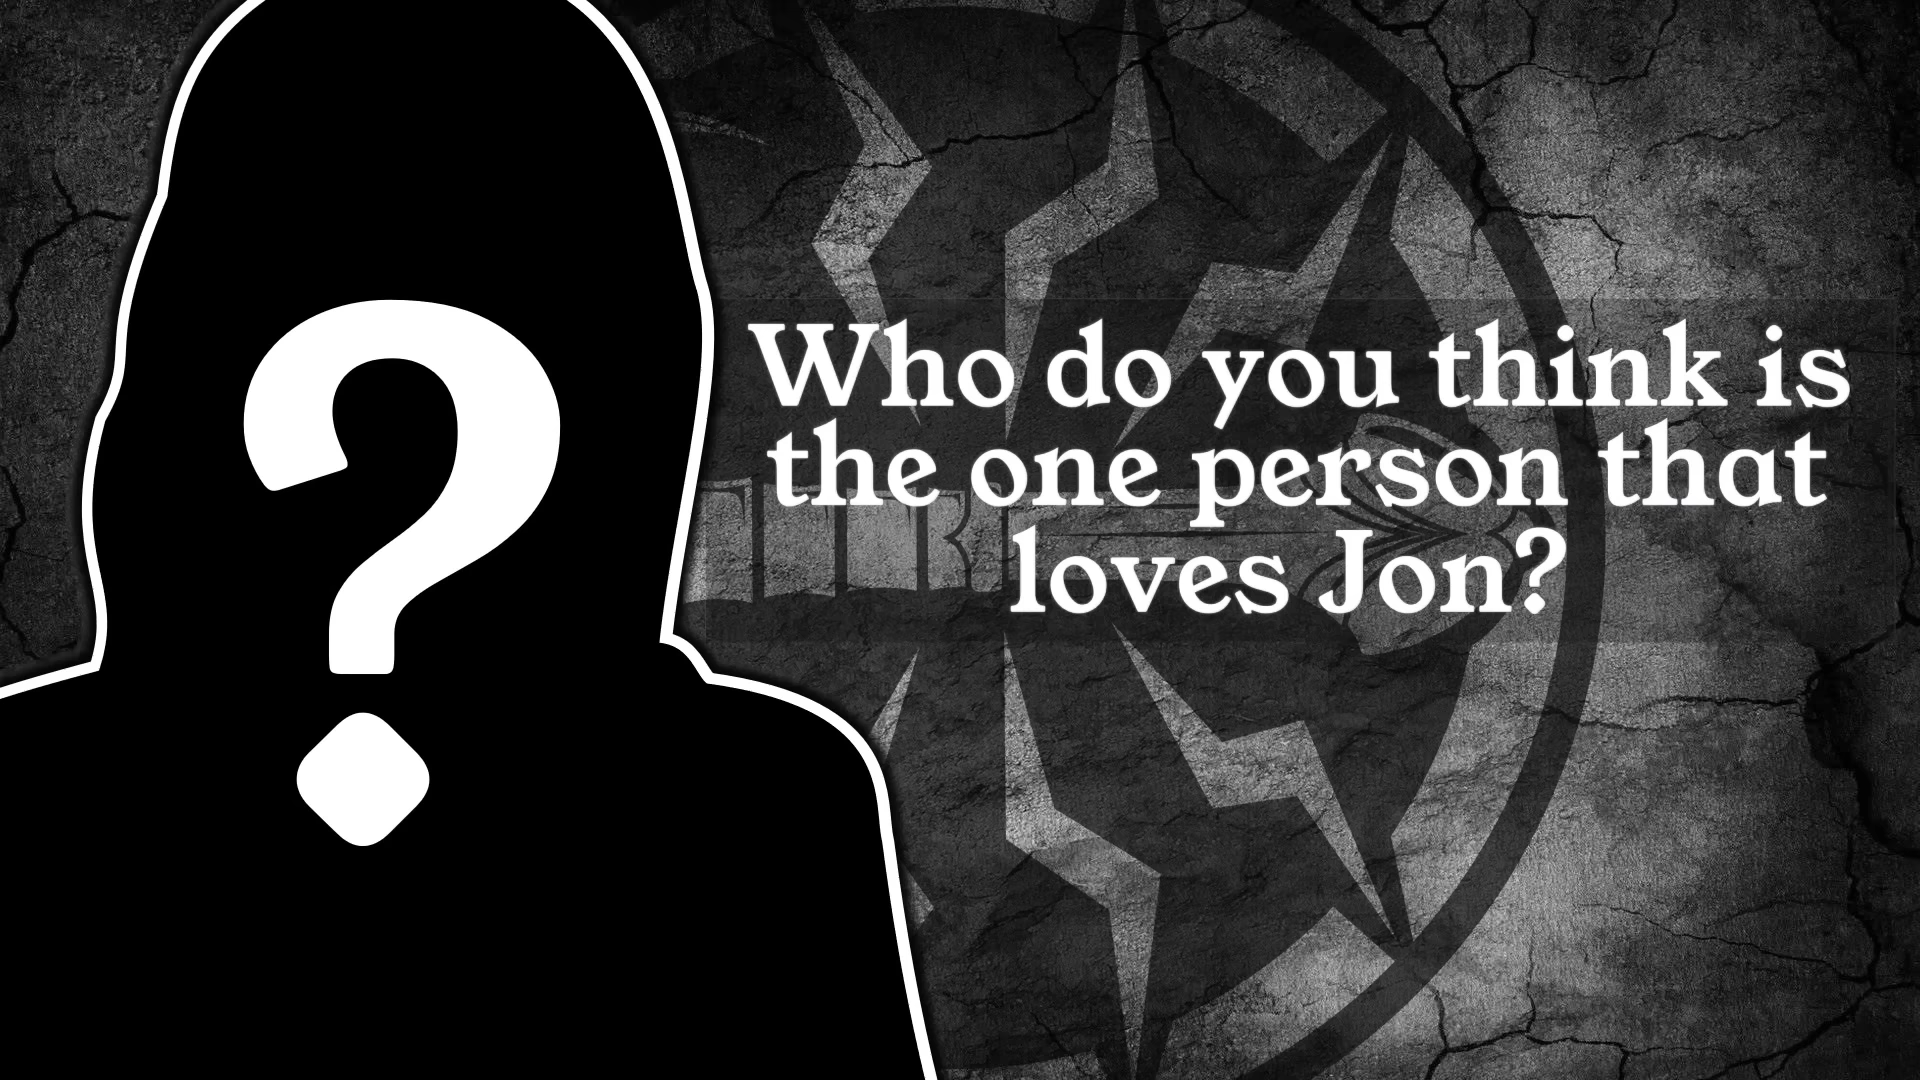 Who do you think is
the one person that
loves Jon?
?